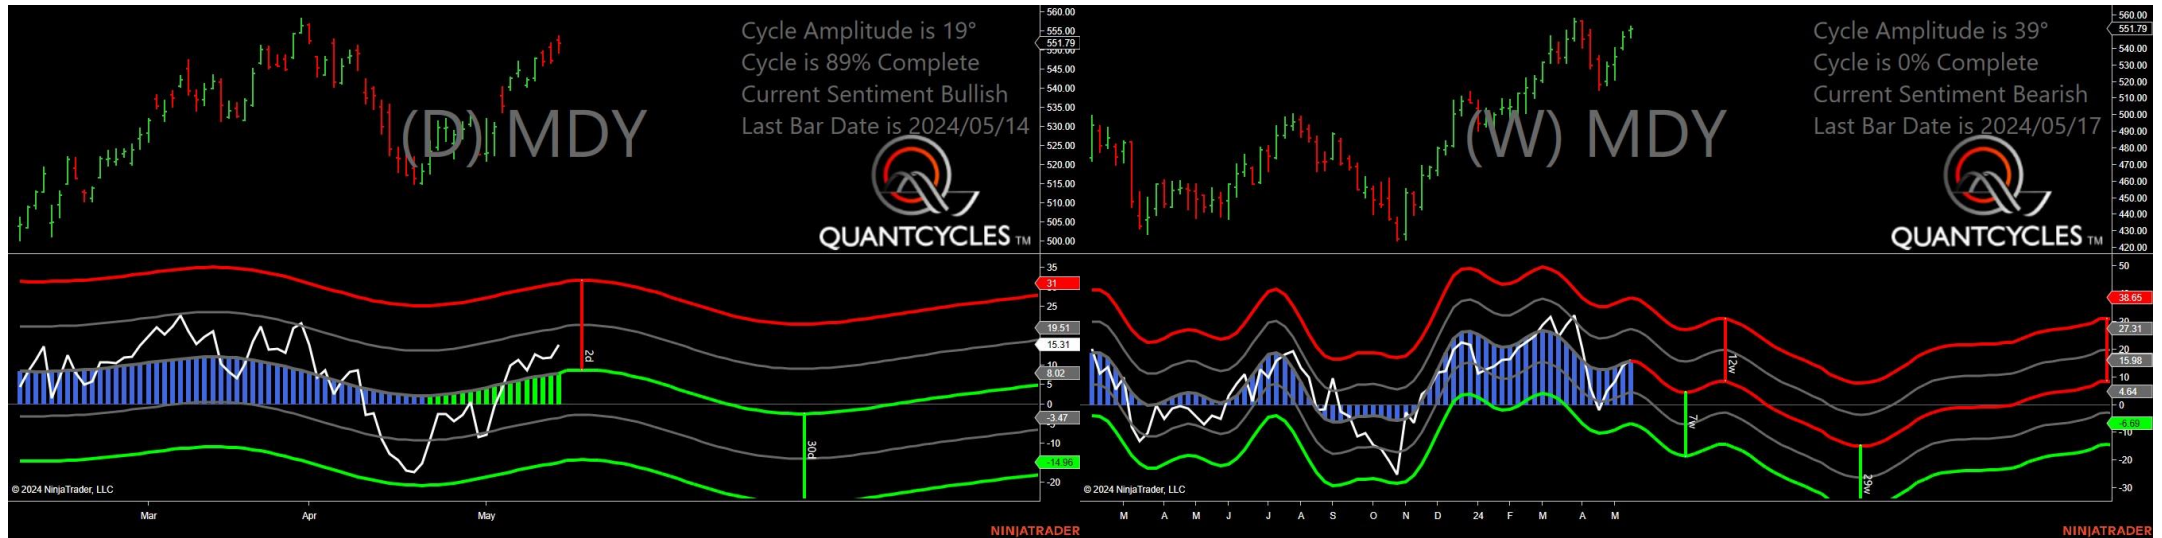 Cycle Amplitude is 19°
Cycle is 89% Complete
Current Sentiment Bullish
Last Bar Date is 2024/05/14
(D) MDY
QUANTCYCLES TM
560.00
555.00
551.79
550.00
545.00
540.00
535.00
530.00
525.00
520.00
515.00
510.00
505.00
500.00
35
31
25
19.51
15.31
10
8.02
5
0
-3.47
-10
-14.96
-20
2d
30d
© 2024 NinjaTrader, LLC
Mar Apr May
NINJATRADER
Cycle Amplitude is 39°
Cycle is 0% Complete
Current Sentiment Bearish
Last Bar Date is 2024/05/17
(W) MDY
QUANTCYCLES TM
560.00
551.79
540.00
530.00
520.00
510.00
500.00
490.00
480.00
470.00
460.00
450.00
440.00
430.00
420.00
50
38.65
27.31
20
15.98
4.64
0
-6.69
-10
-20
-30
12w
7w
29w
© 2024 NinjaTrader, LLC
M A M J J A S O N D 24 F M A M
NINJATRADER